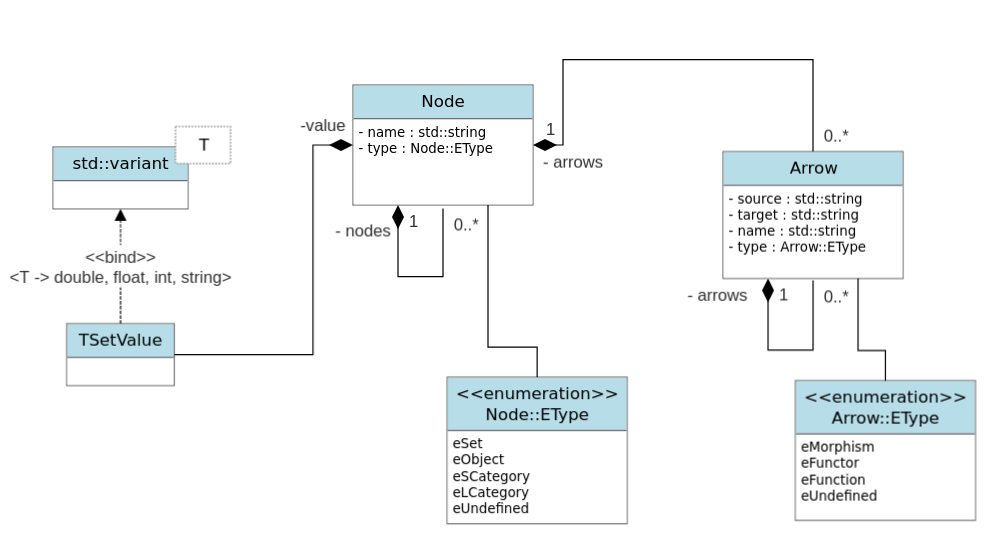 Node
- name : std::string
- type : Node::EType
-value
1
- arrows
0..*
T
std::variant
<<bind>>
<T -> double, float, int, string>
TSetValue
- nodes
1
0..*
Arrow
- source : std::string
- target : std::string
- name : std::string
- type : Arrow::EType
- arrows
1
0..*
<<enumeration>>
Node::EType
eSet
eObject
eSCategory
eLCategory
eUndefined
<<enumeration>>
Arrow::EType
eMorphism
eFunctor
eFunction
eUndefined